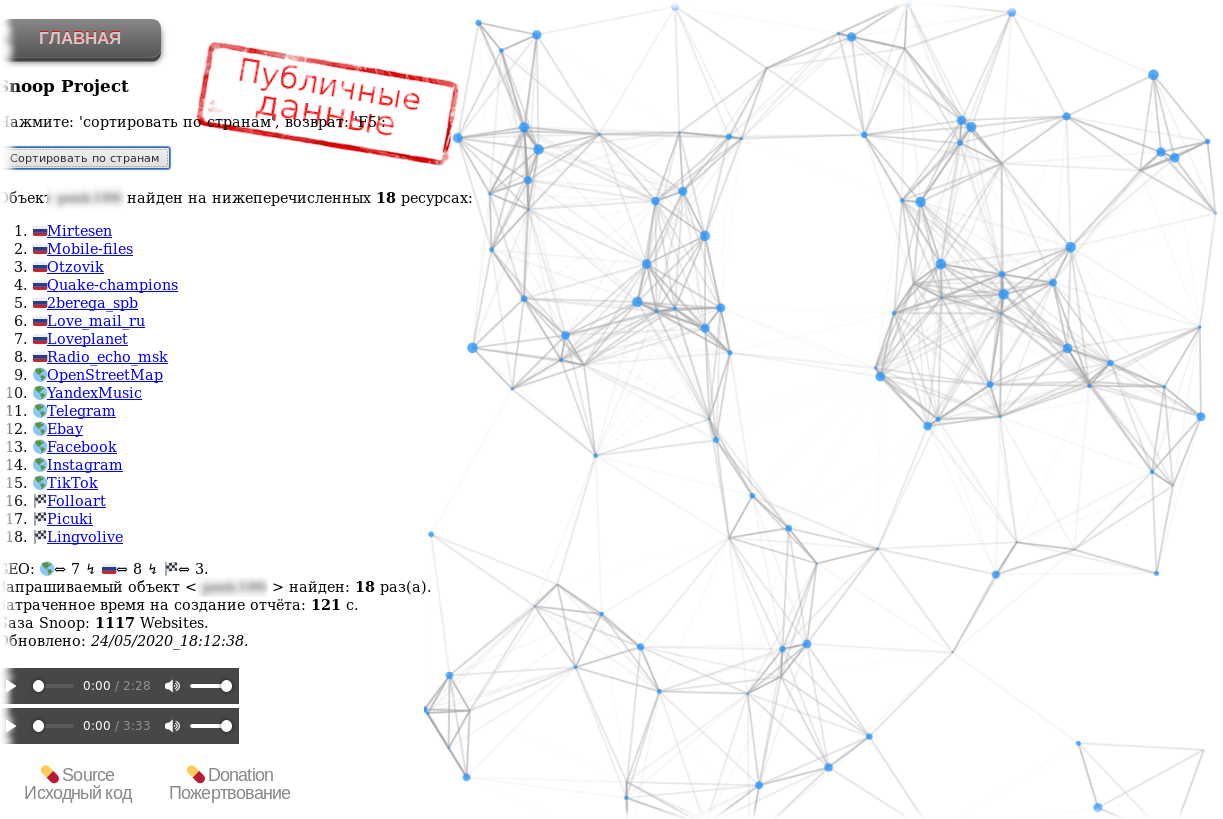 ГЛАВНАЯ
Snoop Project
Публичные
данные
Нажмите: 'сортировать по странам', возврат: 'F5':
Сортировать по странам
Объект найден на нижеперечисленных 18 ресурсах:
1. Mirtesen
2. Mobile-files
3. Otzovik
4. Quake-champions
5. 2berega_spb
6. Love_mail_ru
7. Loveplanet
8. Radio_echo_msk
9. OpenStreetMap
10. YandexMusic
11. Telegram
12. Ebay
13. Facebook
14. Instagram
15. TikTok
16. Folloart
17. Picuki
18. Lingvolive
GEO: ⇔ 7 ↯ ⇔ 8 ↯ ⇔ 3.
Запрашиваемый объект < > найден: 18 раз(а).
Затраченное время на создание отчёта: 121 c.
База Snoop: 1117 Websites.
Обновлено: 24/05/2020_18:12:38.
0:00 / 2:28
0:00 / 3:33
Source Donation
Исходный код Пожертвование